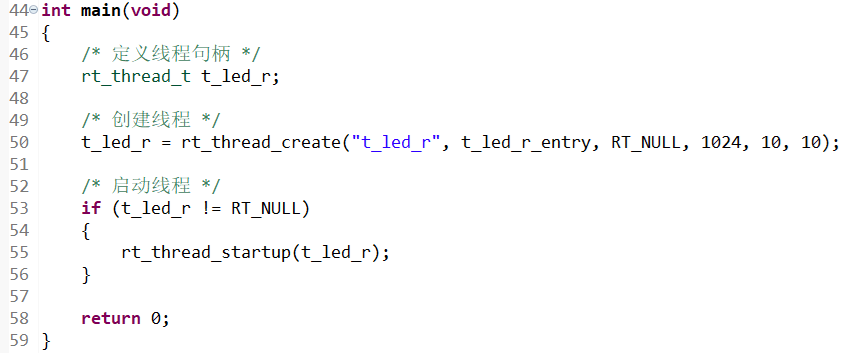 44 int main(void)
45 {
46     /* 定义线程句柄 */
47     rt_thread_t t_led_r;
48
49     /* 创建线程 */
50     t_led_r = rt_thread_create("t_led_r", t_led_r_entry, RT_NULL, 1024, 10, 10);
51
52     /* 启动线程 */
53     if (t_led_r != RT_NULL)
54     {
55         rt_thread_startup(t_led_r);
56     }
57
58     return 0;
59 }